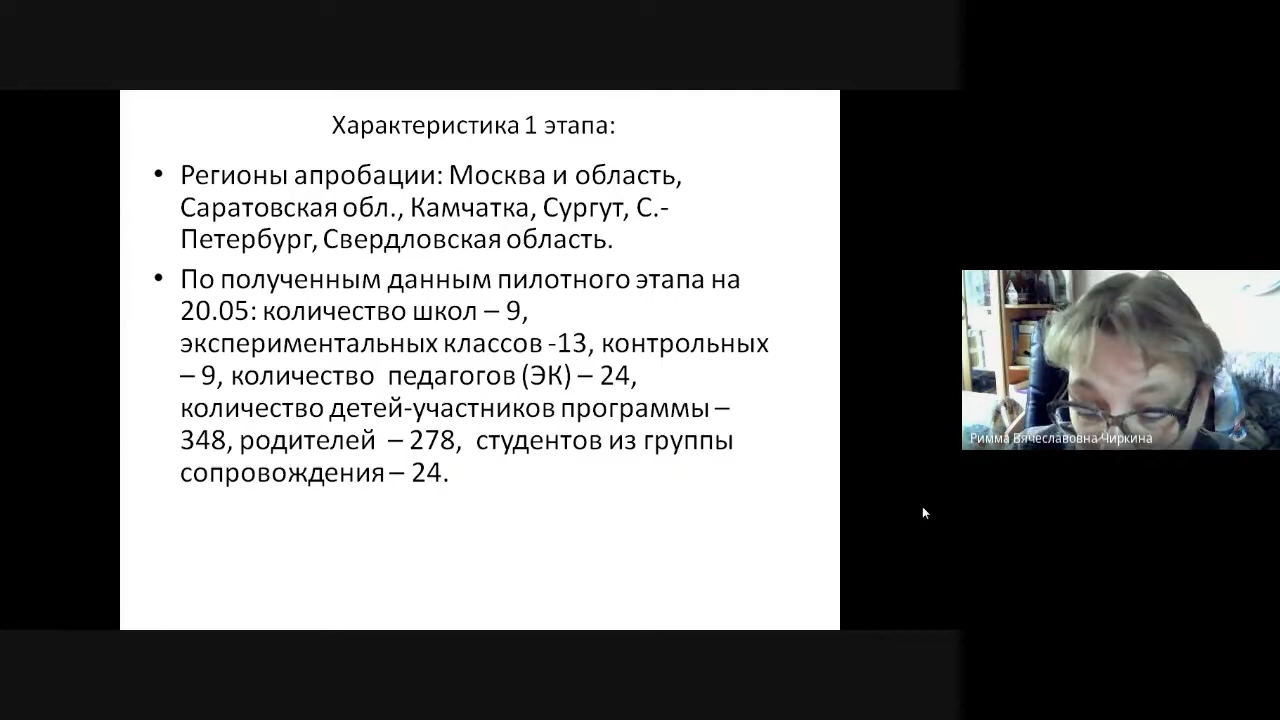 Характеристика 1 этапа:
• Регионы апробации: Москва и область,
Саратовская обл., Камчатка, Сургут, С.-
Петербург, Свердловская область.
• По полученным данным пилотного этапа на
20.05: количество школ – 9,
экспериментальных классов -13, контрольных
– 9, количество педагогов (ЭК) – 24,
количество детей-участников программы –
348, родителей – 278, студентов из группы
сопровождения – 24.
Римма Вячеславовна Чиркина